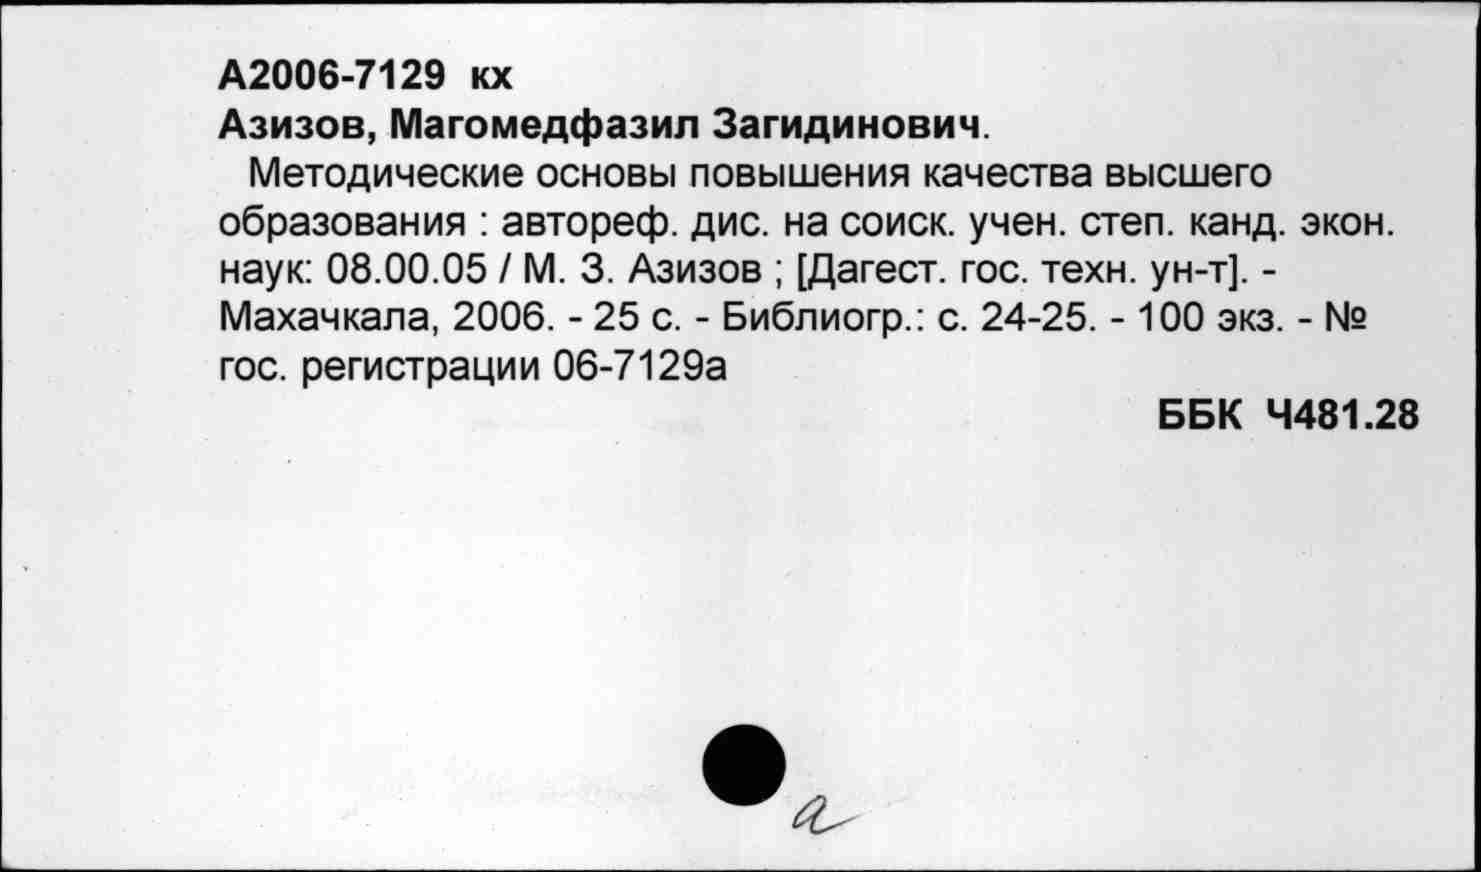 А2006-7129 кх
Азизов, Магомедфазил Загидинович.
Методические основы повышения качества высшего
образования : автореф. дис. на соиск. учен. степ. канд. экон.
наук: 08.00.05 / М. З. Азизов ; [Дагест. гос. техн. ун-т]. -
Махачкала, 2006. - 25 с. - Библиогр.: с. 24-25. - 100 экз. - №
гос. регистрации 06-7129а
ББК Ч481.28
а